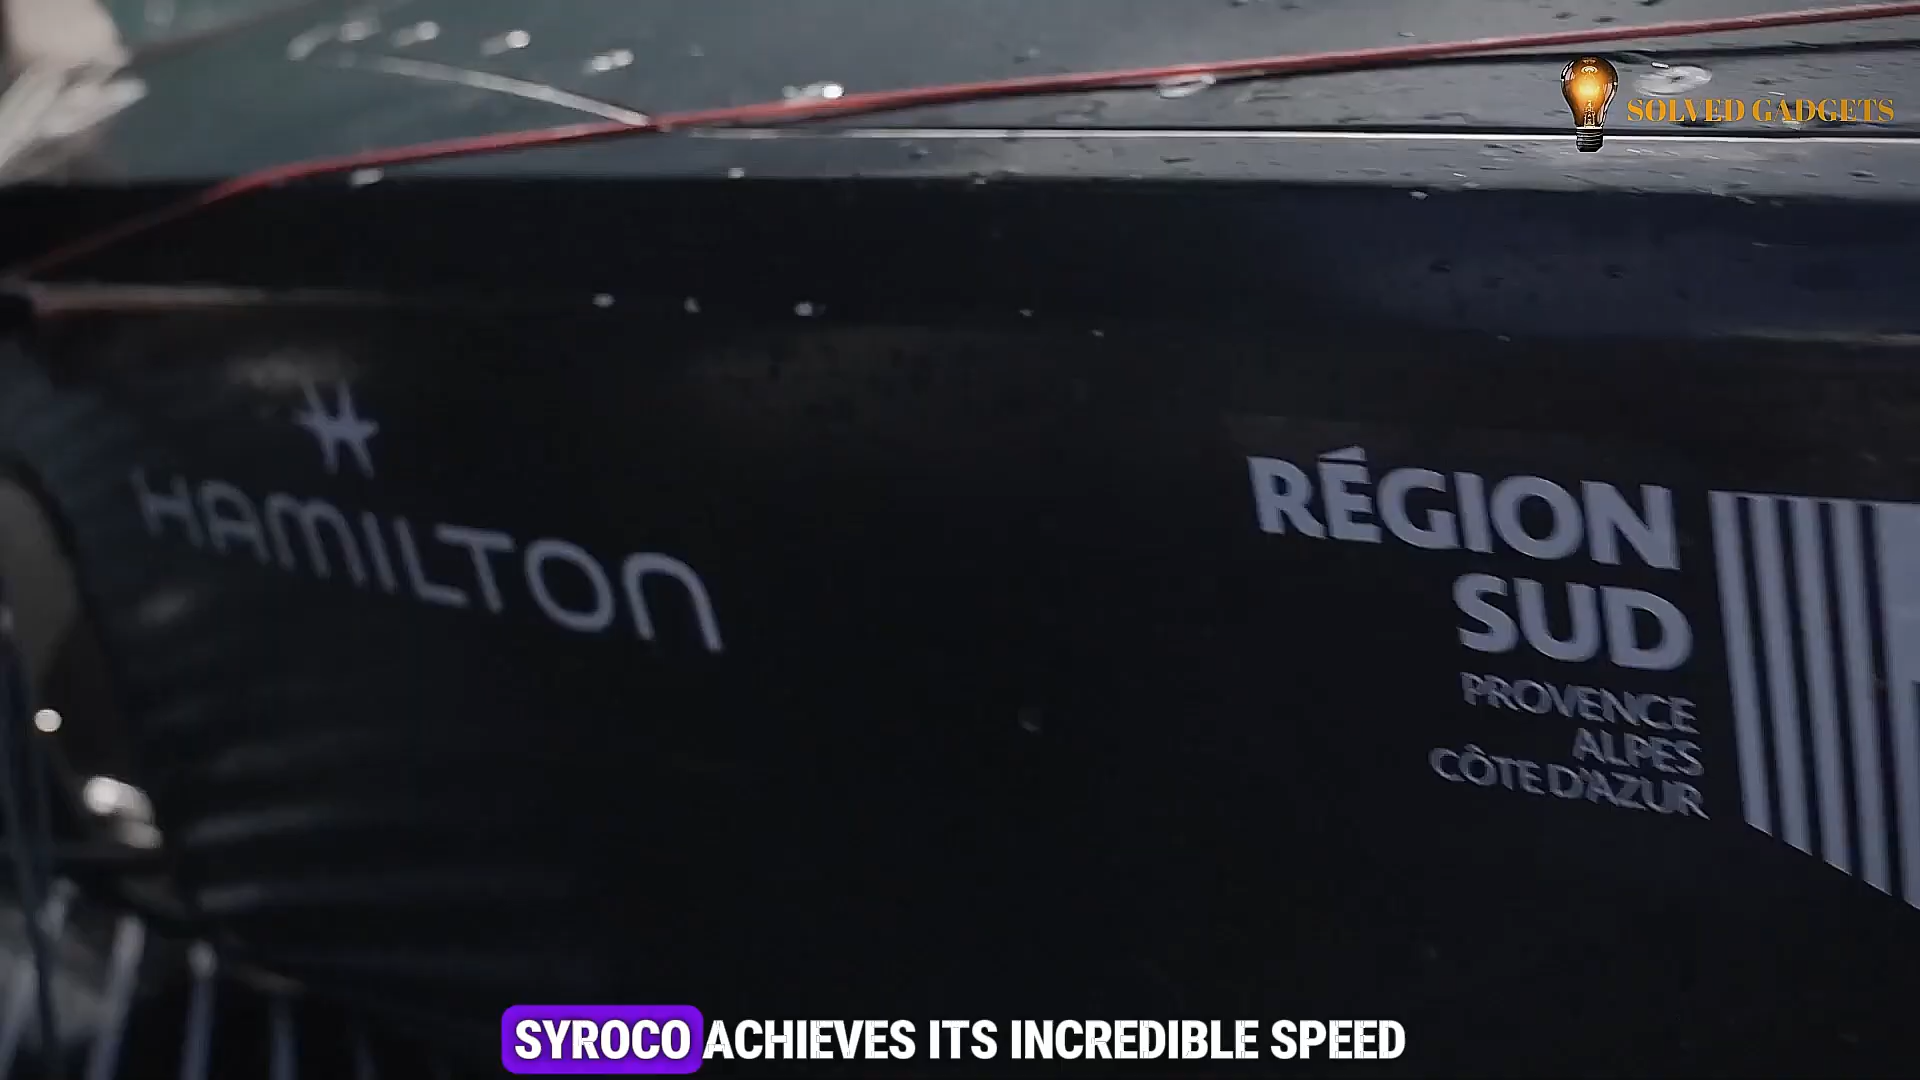 SOLVED GADGETS
HAMILTON
RÉGION
SUD
PROVENCE
ALPES
CÔTE D'AZUR
SYROCO ACHIEVES ITS INCREDIBLE SPEED